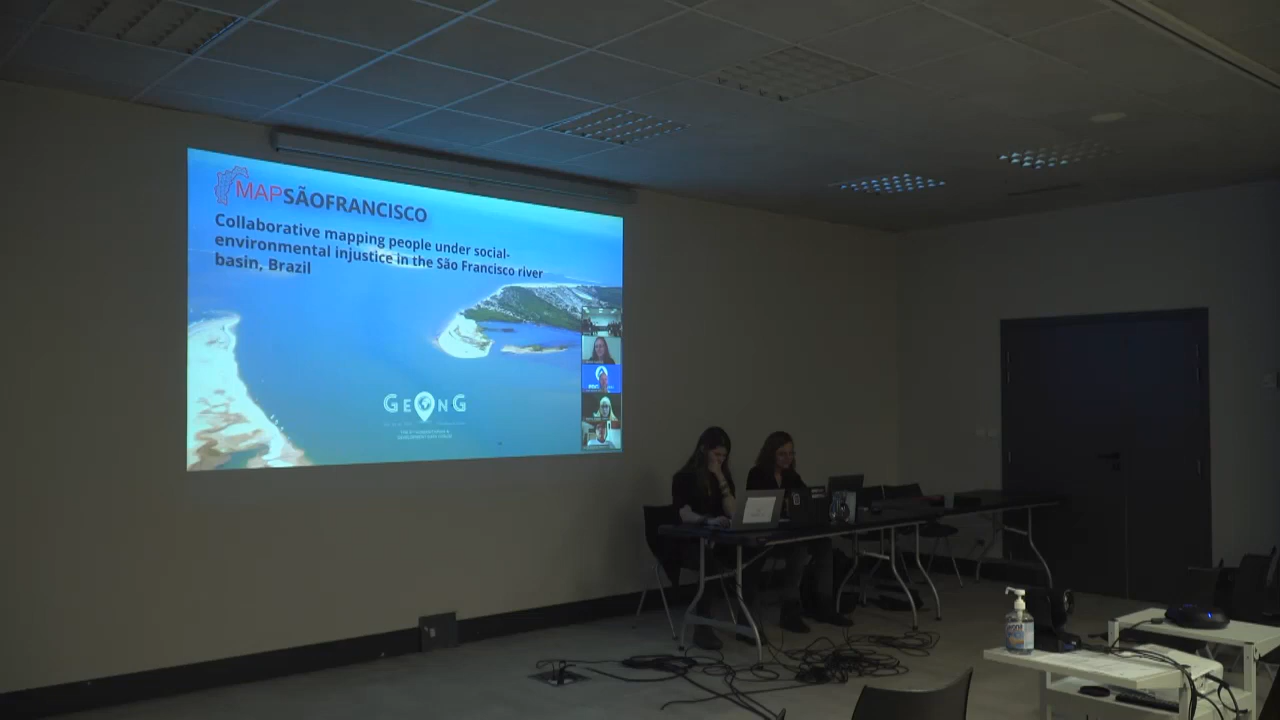 MAPSÃOFRANCISCO
Collaborative mapping people under social-
environmental injustice in the São Francisco river
basin, Brazil
GEONG